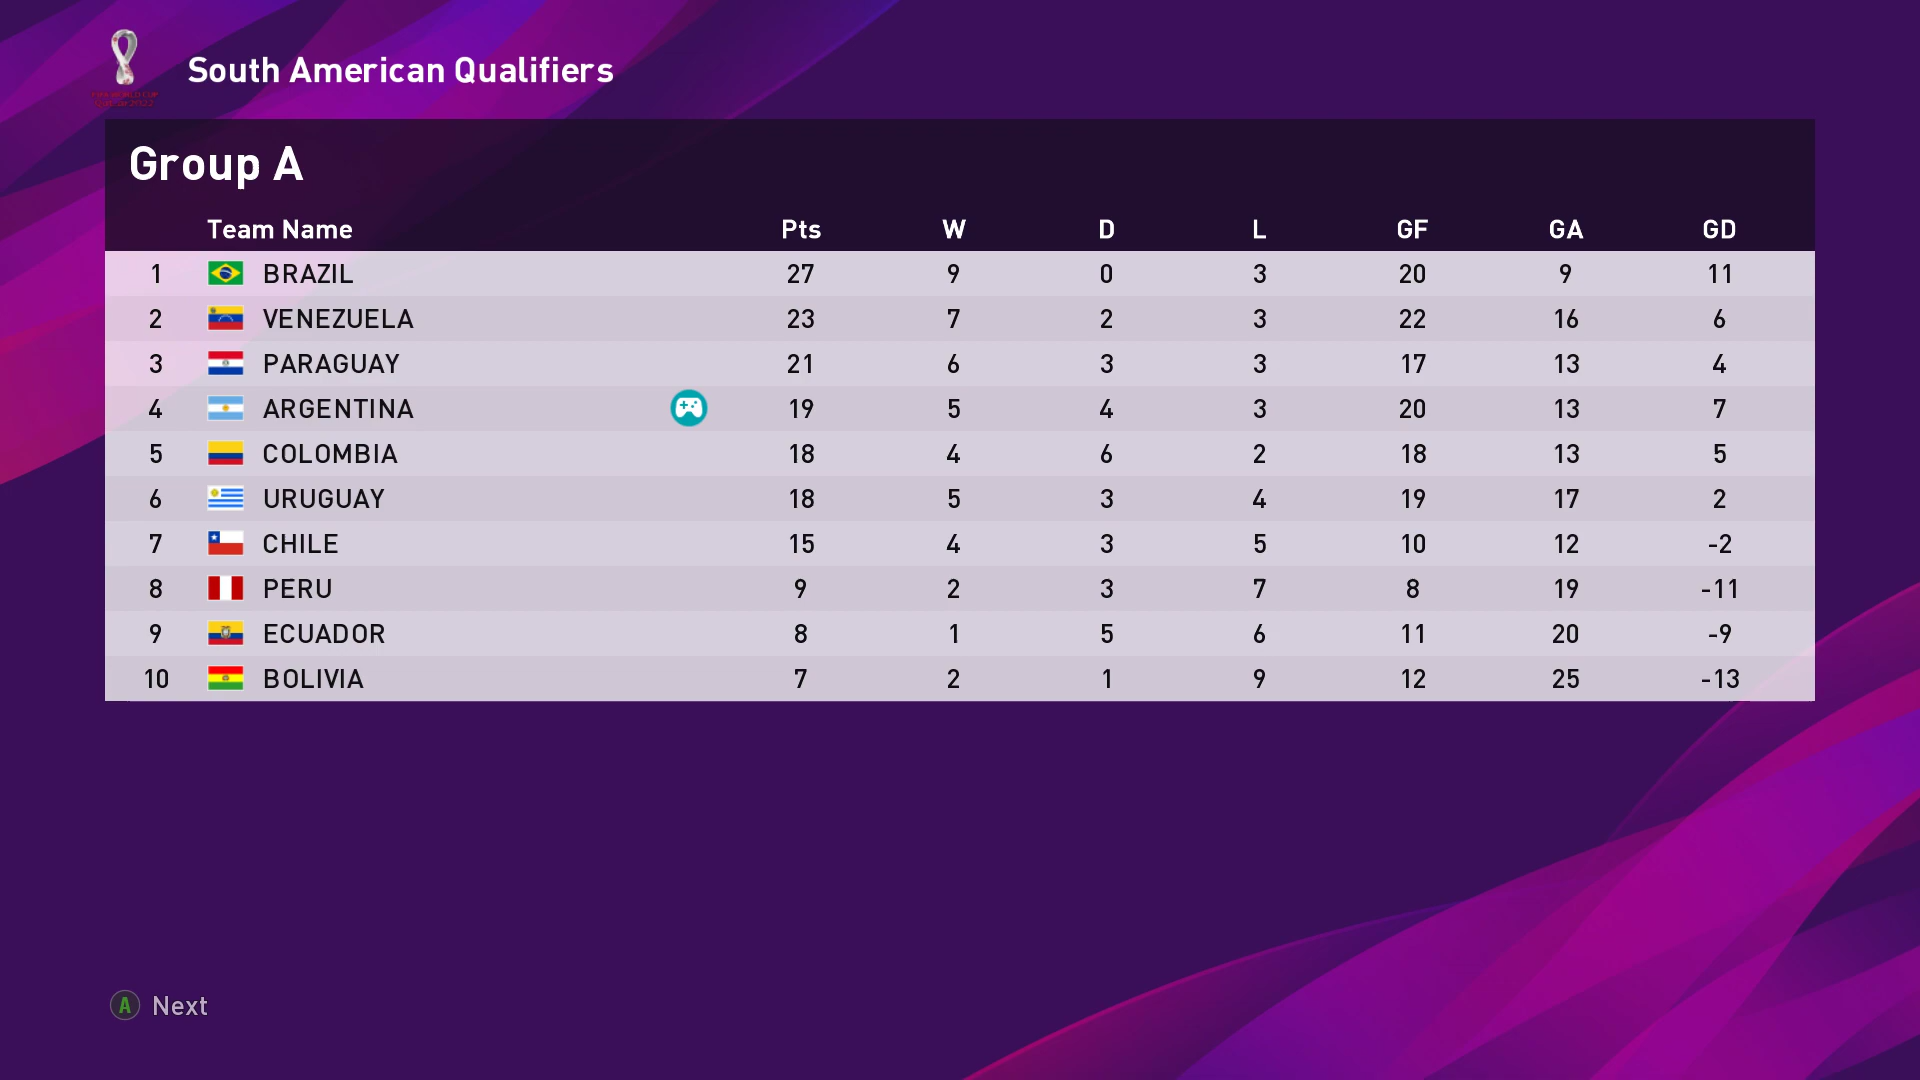 FIFA WORLD CUP
Qatar 2022
South American Qualifiers
Group A
Team Name Pts W D L GF GA GD
1 BRAZIL 27 9 0 3 20 9 11
2 VENEZUELA 23 7 2 3 22 16 6
3 PARAGUAY 21 6 3 3 17 13 4
4 ARGENTINA 19 5 4 3 20 13 7
5 COLOMBIA 18 4 6 2 18 13 5
6 URUGUAY 18 5 3 4 19 17 2
7 CHILE 15 4 3 5 10 12 -2
8 PERU 9 2 3 7 8 19 -11
9 ECUADOR 8 1 5 6 11 20 -9
10 BOLIVIA 7 2 1 9 12 25 -13
A Next